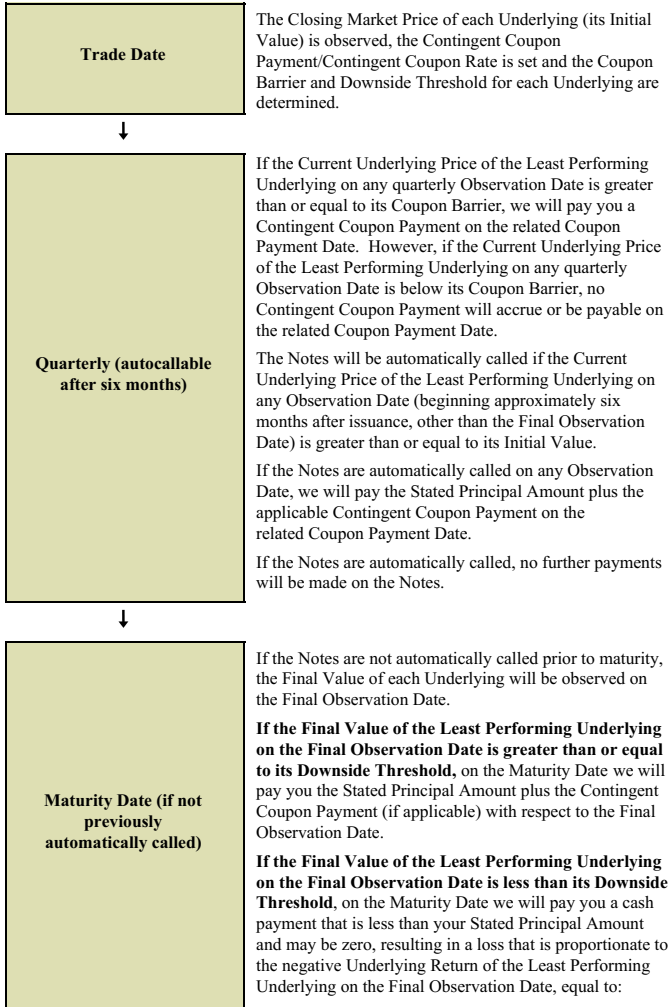 Trade Date
The Closing Market Price of each Underlying (its Initial
Value) is observed, the Contingent Coupon
Payment/Contingent Coupon Rate is set and the Coupon
Barrier and Downside Threshold for each Underlying are
determined.
↓
Quarterly (autocallable
after six months)
If the Current Underlying Price of the Least Performing
Underlying on any quarterly Observation Date is greater
than or equal to its Coupon Barrier, we will pay you a
Contingent Coupon Payment on the related Coupon
Payment Date. However, if the Current Underlying Price
of the Least Performing Underlying on any quarterly
Observation Date is below its Coupon Barrier, no
Contingent Coupon Payment will accrue or be payable on
the related Coupon Payment Date.
The Notes will be automatically called if the Current
Underlying Price of the Least Performing Underlying on
any Observation Date (beginning approximately six
months after issuance, other than the Final Observation
Date) is greater than or equal to its Initial Value.
If the Notes are automatically called on any Observation
Date, we will pay the Stated Principal Amount plus the
applicable Contingent Coupon Payment on the
related Coupon Payment Date.
If the Notes are automatically called, no further payments
will be made on the Notes.
↓
Maturity Date (if not
previously
automatically called)
If the Notes are not automatically called prior to maturity,
the Final Value of each Underlying will be observed on
the Final Observation Date.
If the Final Value of the Least Performing Underlying
on the Final Observation Date is greater than or equal
to its Downside Threshold, on the Maturity Date we will
pay you the Stated Principal Amount plus the Contingent
Coupon Payment (if applicable) with respect to the Final
Observation Date.
If the Final Value of the Least Performing Underlying
on the Final Observation Date is less than its Downside
Threshold, on the Maturity Date we will pay you a cash
payment that is less than your Stated Principal Amount
and may be zero, resulting in a loss that is proportionate to
the negative Underlying Return of the Least Performing
Underlying on the Final Observation Date, equal to: